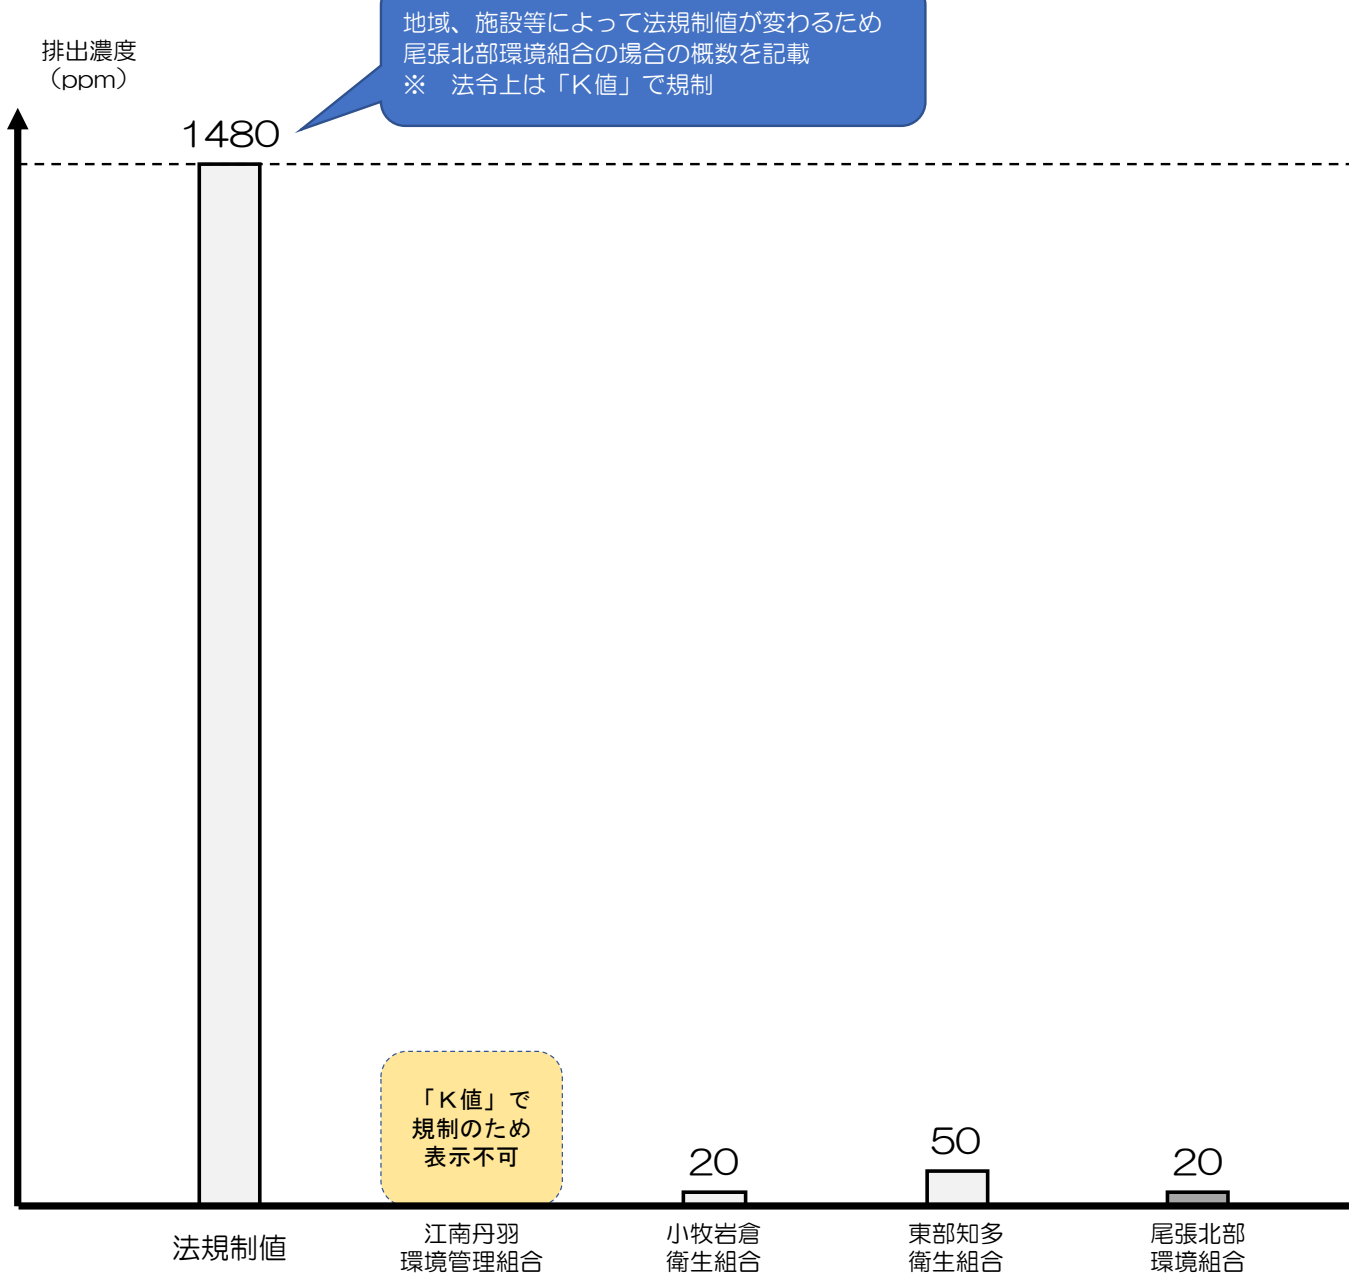 地域、施設等によって法規制値が変わるため
尾張北部環境組合の場合の概数を記載
※　法令上は「K値」で規制
排出濃度
（ppm）
1480
「K値」で
規制のため
表示不可
20
50
20
法規制値
江南丹羽
環境管理組合
小牧岩倉
衛生組合
東部知多
衛生組合
尾張北部
環境組合